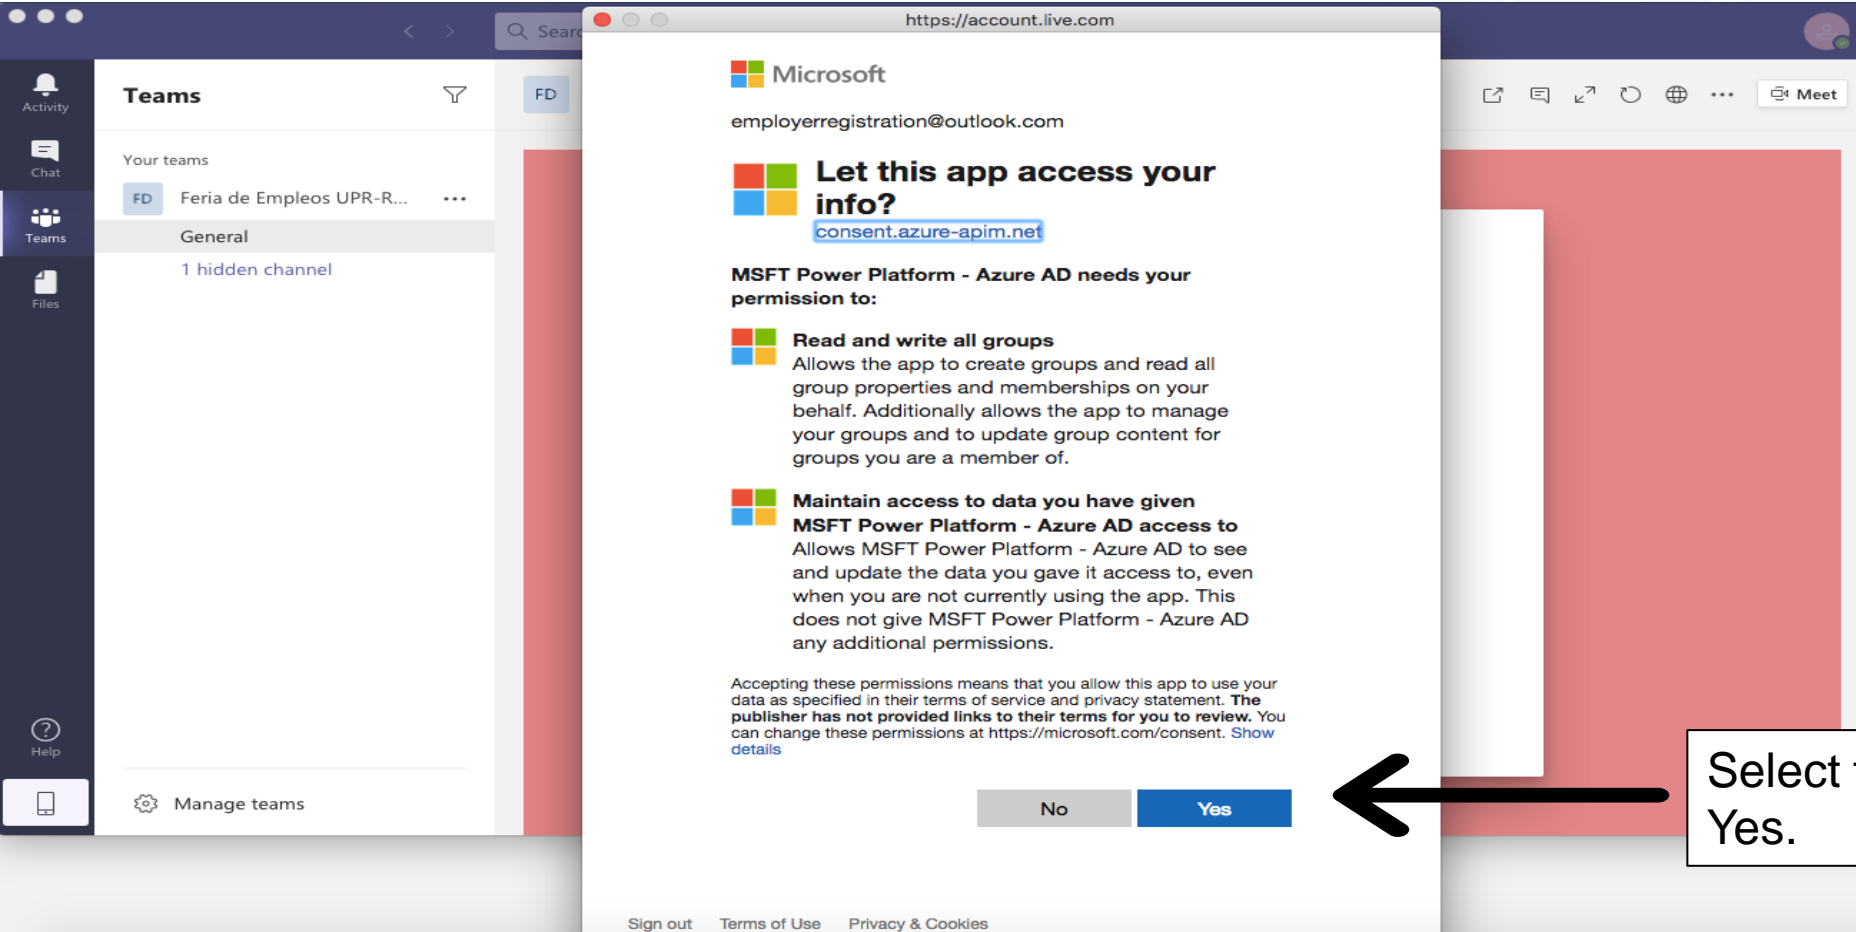 https://account.live.com
Activity
Chat
Teams
Files
Help
Teams
Your teams
FD Feria de Empleos UPR-R...
General
1 hidden channel
Manage teams
FD
Meet
Microsoft
employerregistration@outlook.com
Let this app access your
info?
consent.azure-apim.net
MSFT Power Platform - Azure AD needs your
permission to:
Read and write all groups
Allows the app to create groups and read all
group properties and memberships on your
behalf. Additionally allows the app to manage
your groups and to update group content for
groups you are a member of.
Maintain access to data you have given
MSFT Power Platform - Azure AD access to
Allows MSFT Power Platform - Azure AD to see
and update the data you gave it access to, even
when you are not currently using the app. This
does not give MSFT Power Platform - Azure AD
any additional permissions.
Accepting these permissions means that you allow this app to use your
data as specified in their terms of service and privacy statement. The
publisher has not provided links to their terms for you to review. You
can change these permissions at https://microsoft.com/consent. Show
details
No Yes
Sign out Terms of Use Privacy & Cookies
Select
Yes.